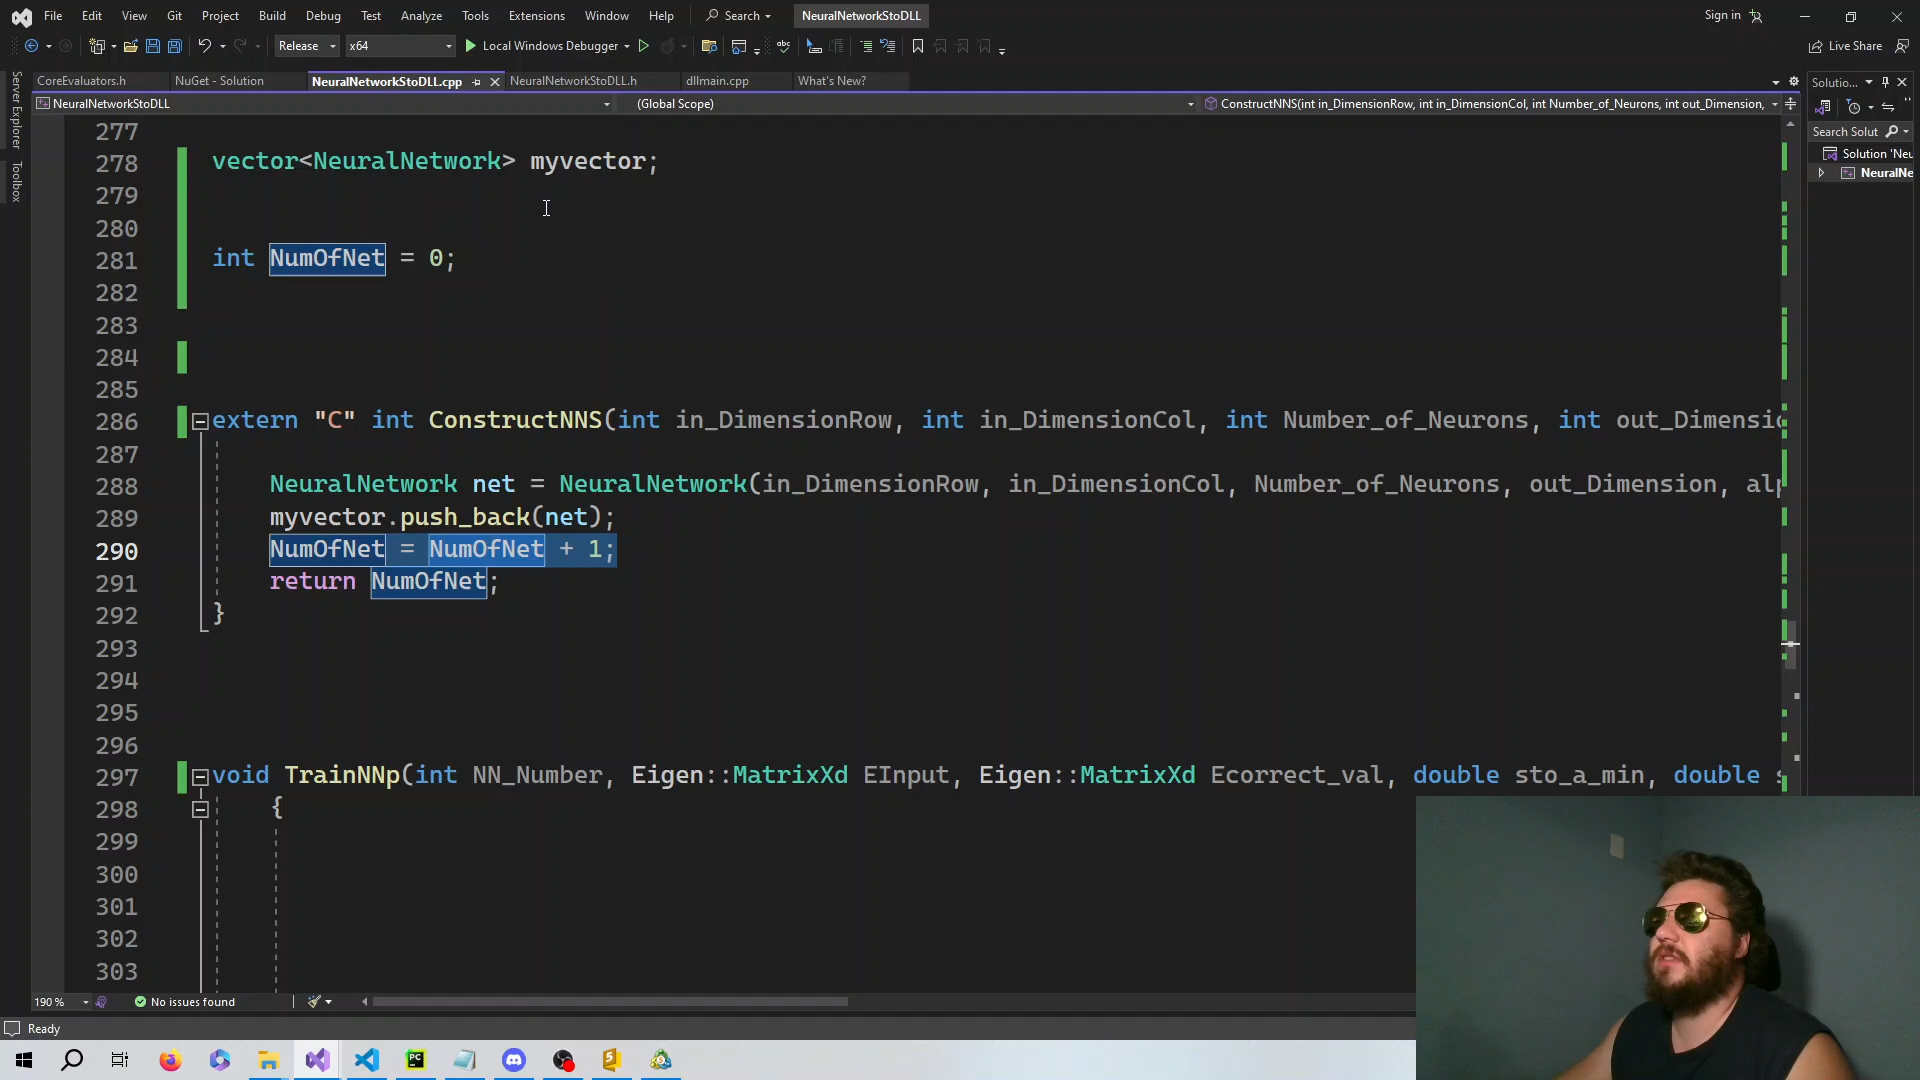 File Edit View Git Project Build Debug Test Analyze Tools Extensions Window Help Search NeuralNetworkStoDLL Sign in
Release x64 Local Windows Debugger Live Share
CoreEvaluators.h NuGet - Solution NeuralNetworkStoDLL.cpp NeuralNetworkStoDLL.h dllmain.cpp What's New? Solutio...
NeuralNetworkStoDLL (Global Scope) ConstructNNS(int in_DimensionRow, int in_DimensionCol, int Number_of_Neurons, int out_Dimension,
Server Explorer
Toolbox
Search Solut
Solution 'Neu
NeuralNe
277
278 vector<NeuralNetwork> myvector;
279
280
281 int NumOfNet = 0;
282
283
284
285
286 extern "C" int ConstructNNS(int in_DimensionRow, int in_DimensionCol, int Number_of_Neurons, int out_Dimensio
287
288 NeuralNetwork net = NeuralNetwork(in_DimensionRow, in_DimensionCol, Number_of_Neurons, out_Dimension, alp
289 myvector.push_back(net);
290 NumOfNet = NumOfNet + 1;
291 return NumOfNet;
292 }
293
294
295
296
297 void TrainNNp(int NN_Number, Eigen::MatrixXd EInput, Eigen::MatrixXd Ecorrect_val, double sto_a_min, double s
298 {
299
300
301
302
303
190 % No issues found
Ready